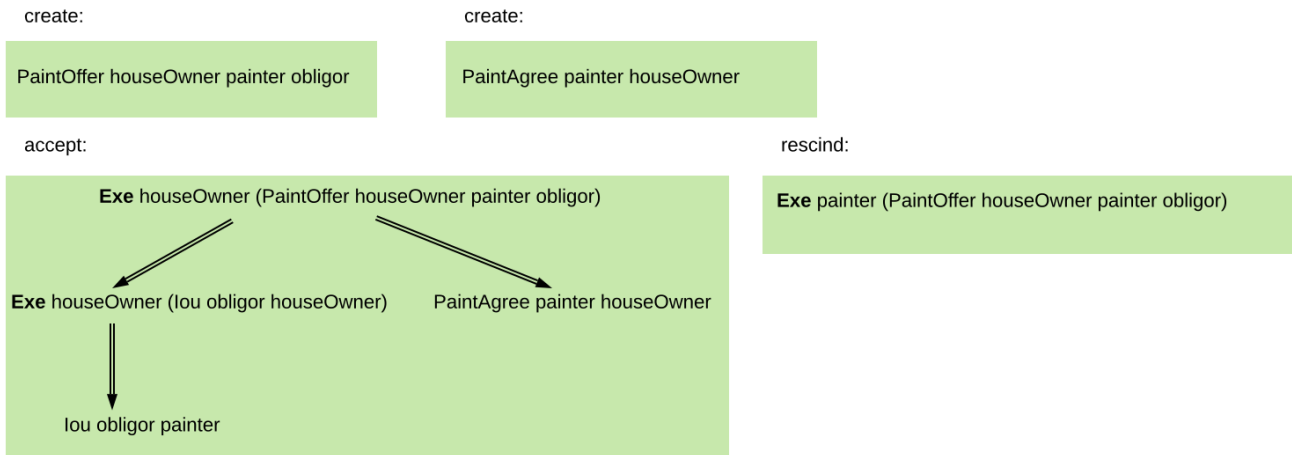 create:
create:
PaintOffer houseOwner painter obligor
PaintAgree painter houseOwner
accept:
rescind:
Exe houseOwner (PaintOffer houseOwner painter obligor)
Exe painter (PaintOffer houseOwner painter obligor)
Exe houseOwner (Iou obligor houseOwner)
PaintAgree painter houseOwner
Iou obligor painter